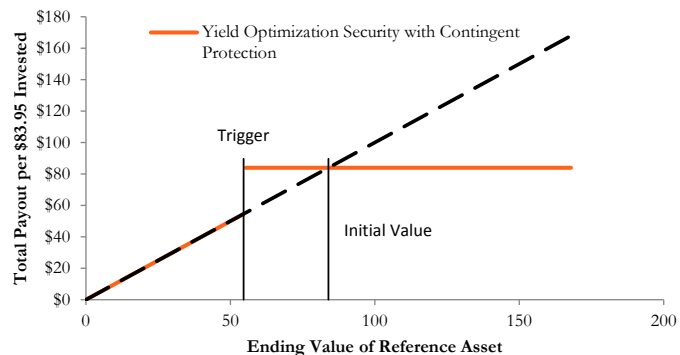 $180
$160
$140
$120
$100
$80
$60
$40
$20
$0
Total Payout per $83.95 Invested
Yield Optimization Security with Contingent
Protection
Trigger
Initial Value
0
50
100
150
200
Ending Value of Reference Asset